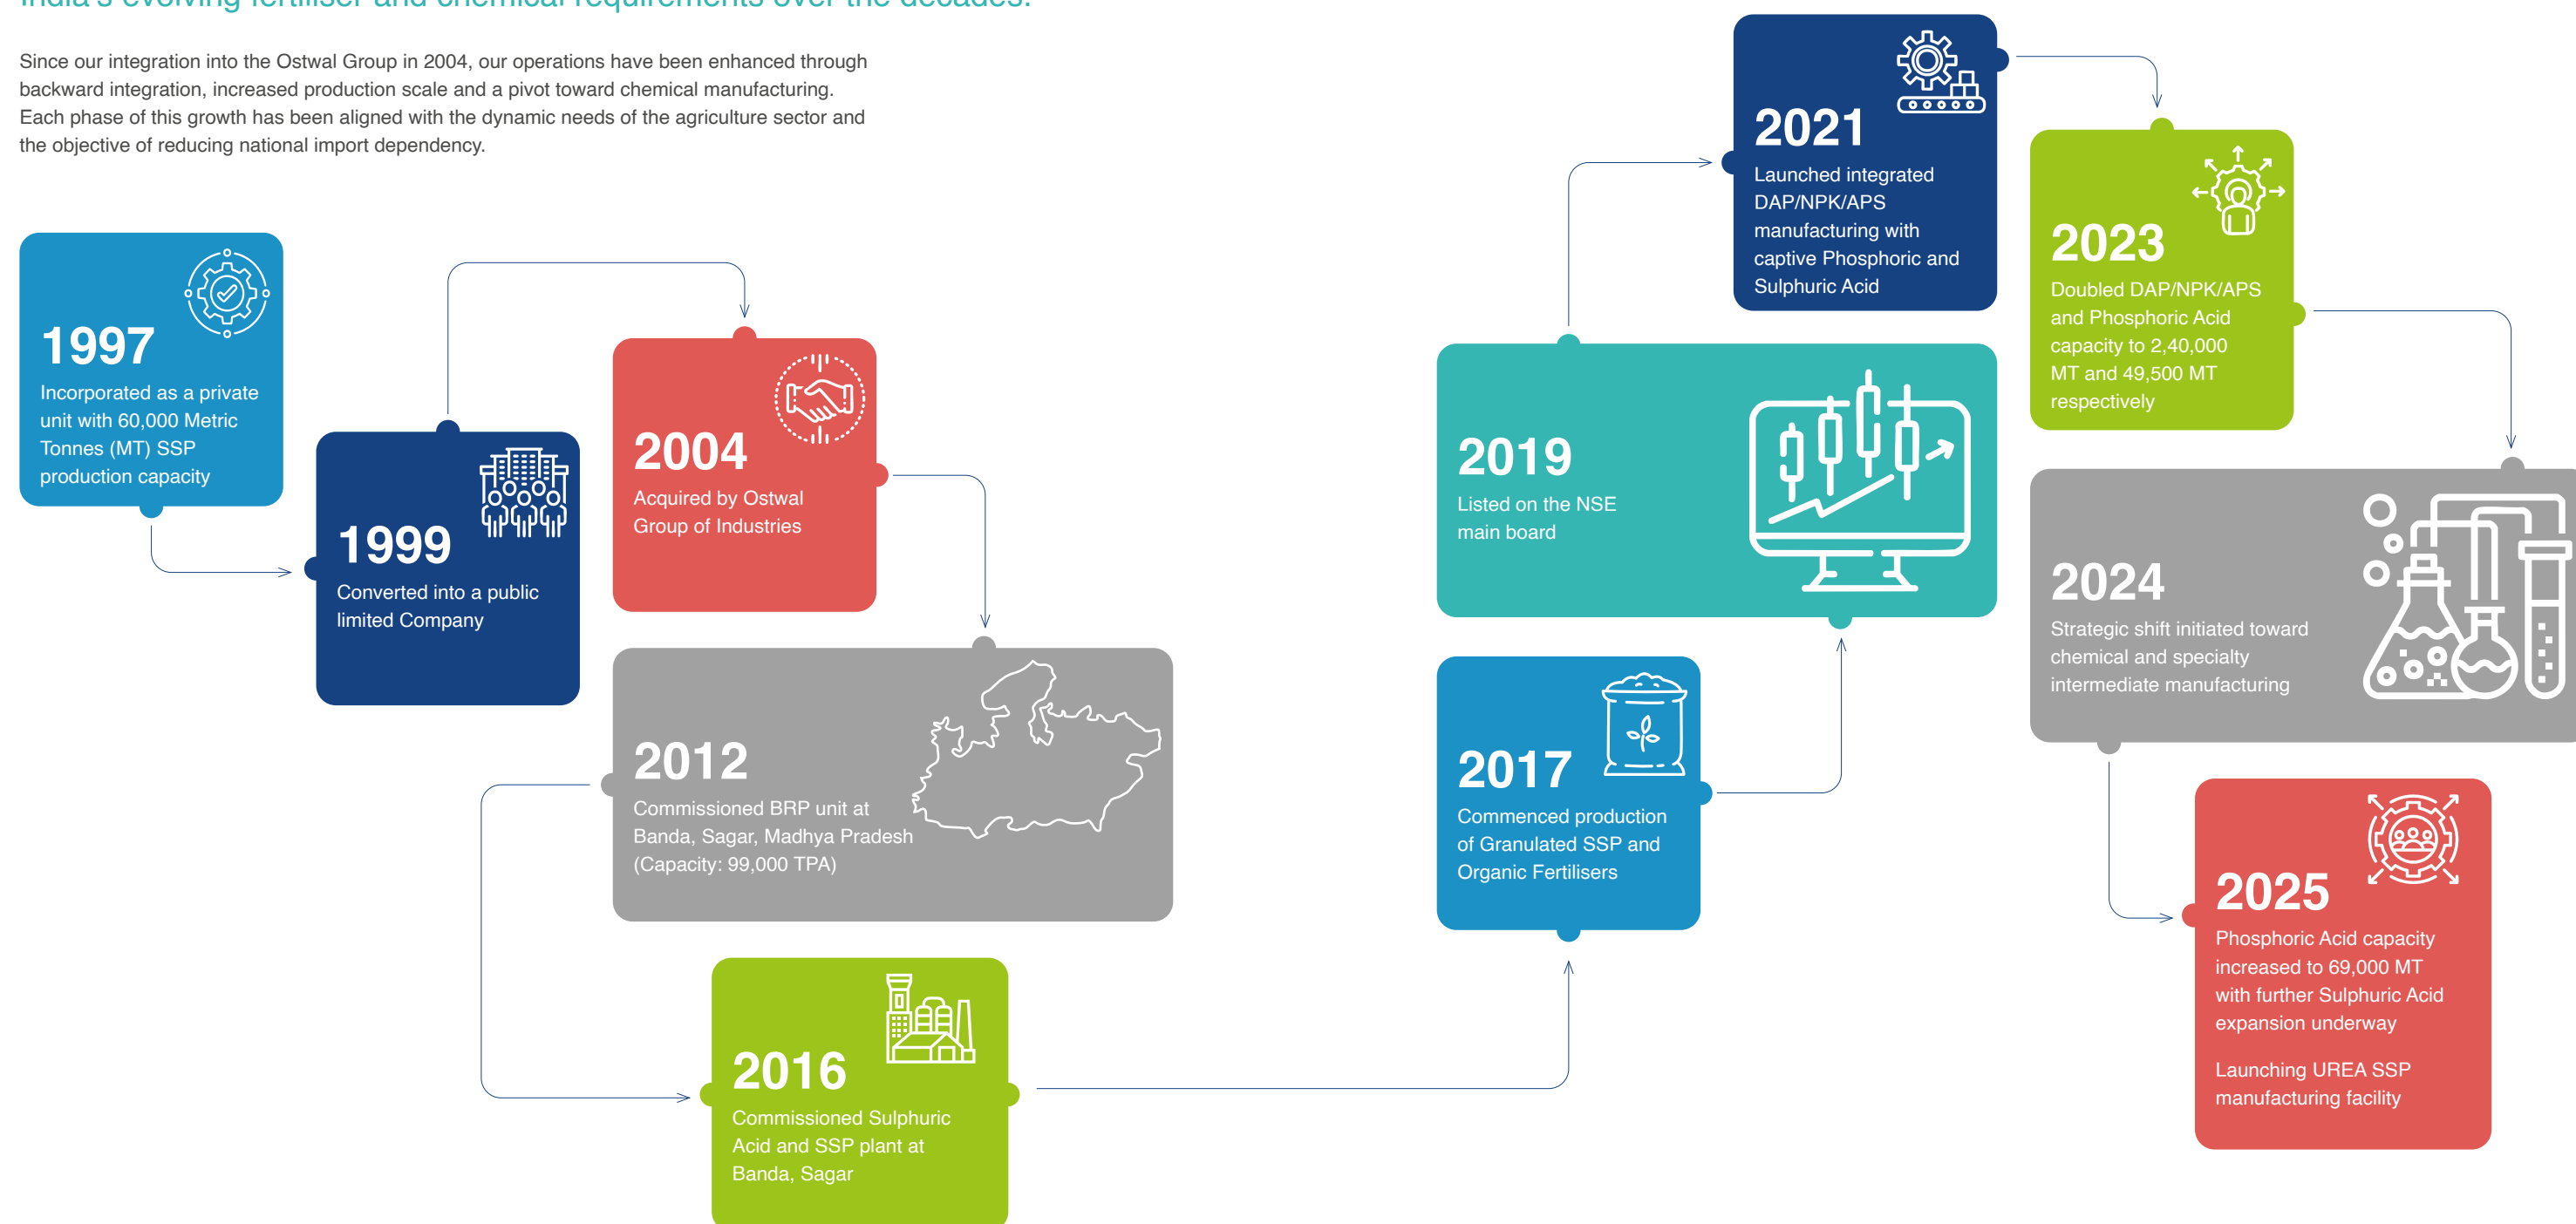 India's evolving fertiliser and chemical requirements over the decades.
Since our integration into the Ostwal Group in 2004, our operations have been enhanced through
backward integration, increased production scale and a pivot toward chemical manufacturing.
Each phase of this growth has been aligned with the dynamic needs of the agriculture sector and
the objective of reducing national import dependency.
1997
Incorporated as a private
unit with 60,000 Metric
Tonnes (MT) SSP
production capacity
1999
Converted into a public
limited Company
2004
Acquired by Ostwal
Group of Industries
2012
Commissioned BRP unit at
Banda, Sagar, Madhya Pradesh
(Capacity: 99,000 TPA)
2016
Commissioned Sulphuric
Acid and SSP plant at
Banda, Sagar
2017
Commenced production
of Granulated SSP and
Organic Fertilisers
2019
Listed on the NSE
main board
2021
Launched integrated
DAP/NPK/APS
manufacturing with
captive Phosphoric and
Sulphuric Acid
2023
Doubled DAP/NPK/APS
and Phosphoric Acid
capacity to 2,40,000
MT and 49,500 MT
respectively
2024
Strategic shift initiated toward
chemical and specialty
intermediate manufacturing
2025
Phosphoric Acid capacity
increased to 69,000 MT
with further Sulphuric Acid
expansion underway
Launching UREA SSP
manufacturing facility